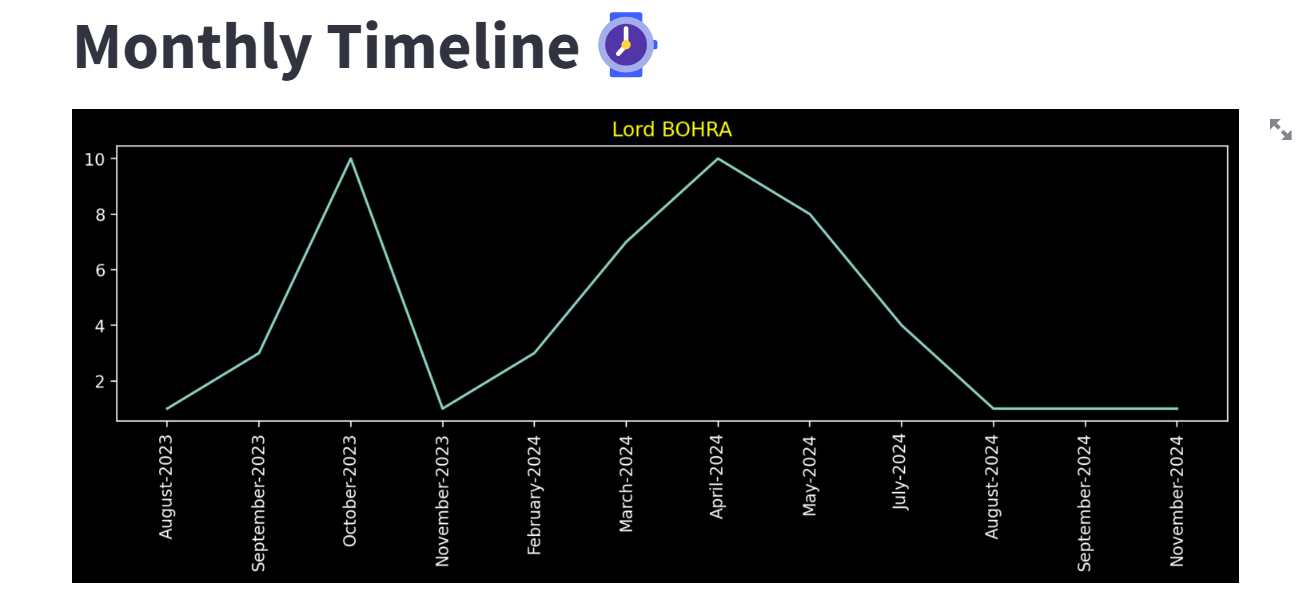 Monthly Timeline
Lord BOHRA
10
8
6
4
2
August-2023
September-2023
October-2023
November-2023
February-2024
March-2024
April-2024
May-2024
July-2024
August-2024
September-2024
November-2024